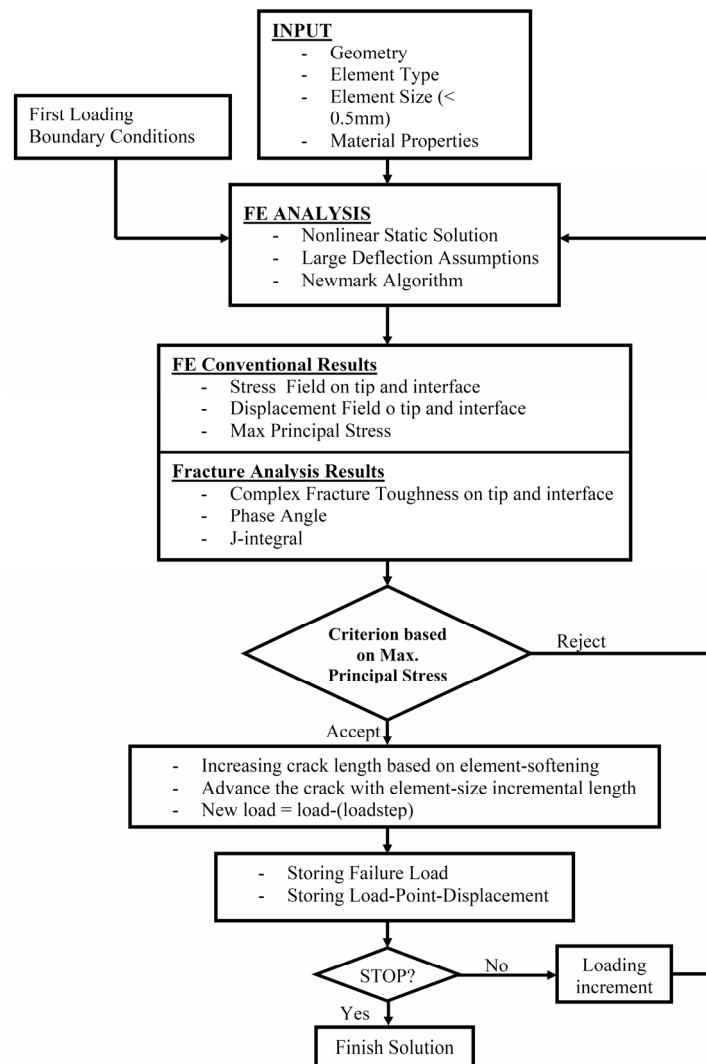 INPUT
- Geometry
- Element Type
- Element Size (<
0.5mm)
- Material Properties
First Loading
Boundary Conditions
FE ANALYSIS
- Nonlinear Static Solution
- Large Deflection Assumptions
- Newmark Algorithm
FE Conventional Results
- Stress Field on tip and interface
- Displacement Field o tip and interface
- Max Principal Stress
Fracture Analysis Results
- Complex Fracture Toughness on tip and interface
- Phase Angle
- J-integral
Criterion based
on Max.
Principal Stress
Reject
Accept
- Increasing crack length based on element-softening
- Advance the crack with element-size incremental length
- New load = load-(loadstep)
- Storing Failure Load
- Storing Load-Point-Displacement
STOP?
No
Loading
increment
Yes
Finish Solution